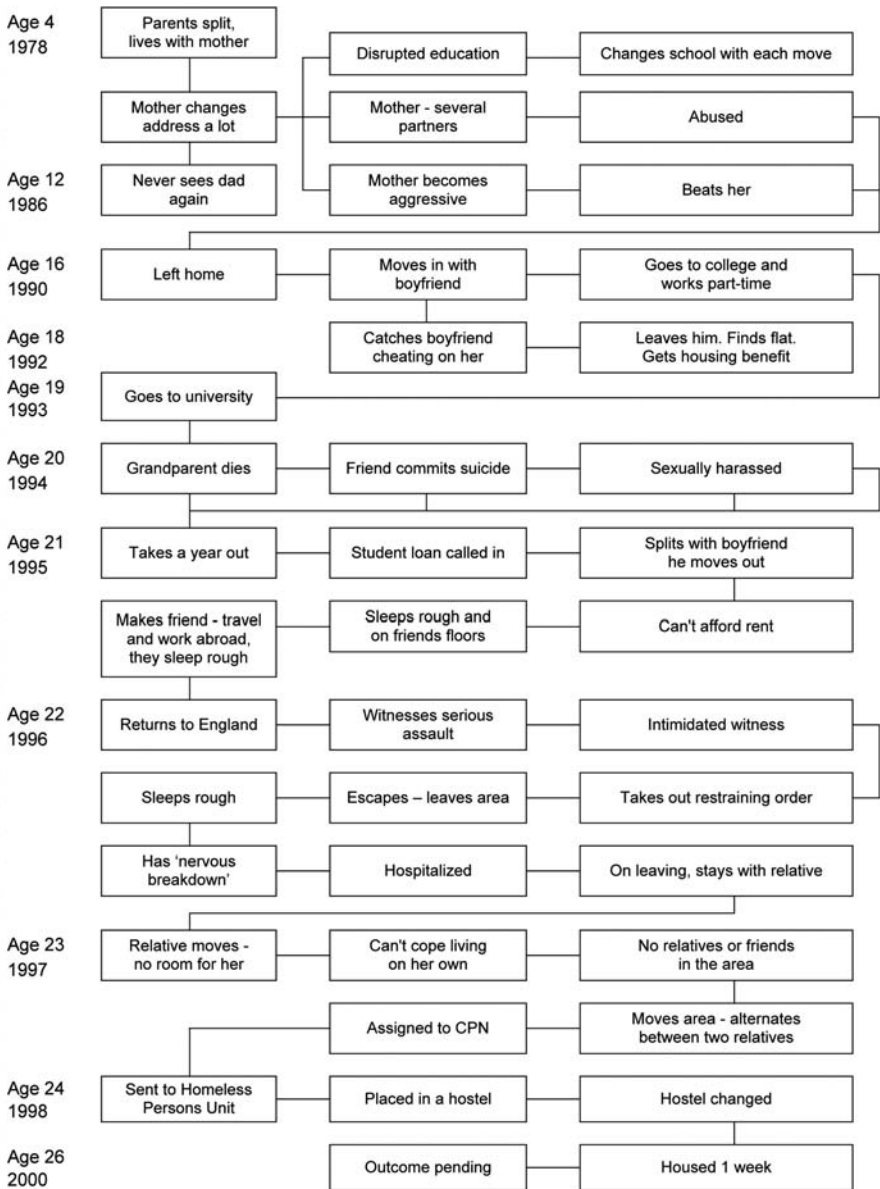 Age 4
1978
Parents split,
lives with mother
Disrupted education
Changes school with each move
Mother changes
address a lot
Mother - several
partners
Abused
Age 12
1986
Never sees dad
again
Mother becomes
aggressive
Beats her
Age 16
1990
Left home
Moves in with
boyfriend
Goes to college and
works part-time
Age 18
1992
Catches boyfriend
cheating on her
Leaves him. Finds flat.
Gets housing benefit
Age 19
1993
Goes to university
Age 20
1994
Grandparent dies
Friend commits suicide
Sexually harassed
Age 21
1995
Takes a year out
Student loan called in
Splits with boyfriend
he moves out
Makes friend - travel
and work abroad,
they sleep rough
Sleeps rough and
on friends floors
Can't afford rent
Age 22
1996
Returns to England
Witnesses serious
assault
Intimidated witness
Sleeps rough
Escapes – leaves area
Takes out restraining order
Has ‘nervous
breakdown’
Hospitalized
On leaving, stays with relative
Age 23
1997
Relative moves -
no room for her
Can't cope living
on her own
No relatives or friends
in the area
Assigned to CPN
Moves area - alternates
between two relatives
Age 24
1998
Sent to Homeless
Persons Unit
Placed in a hostel
Hostel changed
Age 26
2000
Outcome pending
Housed 1 week